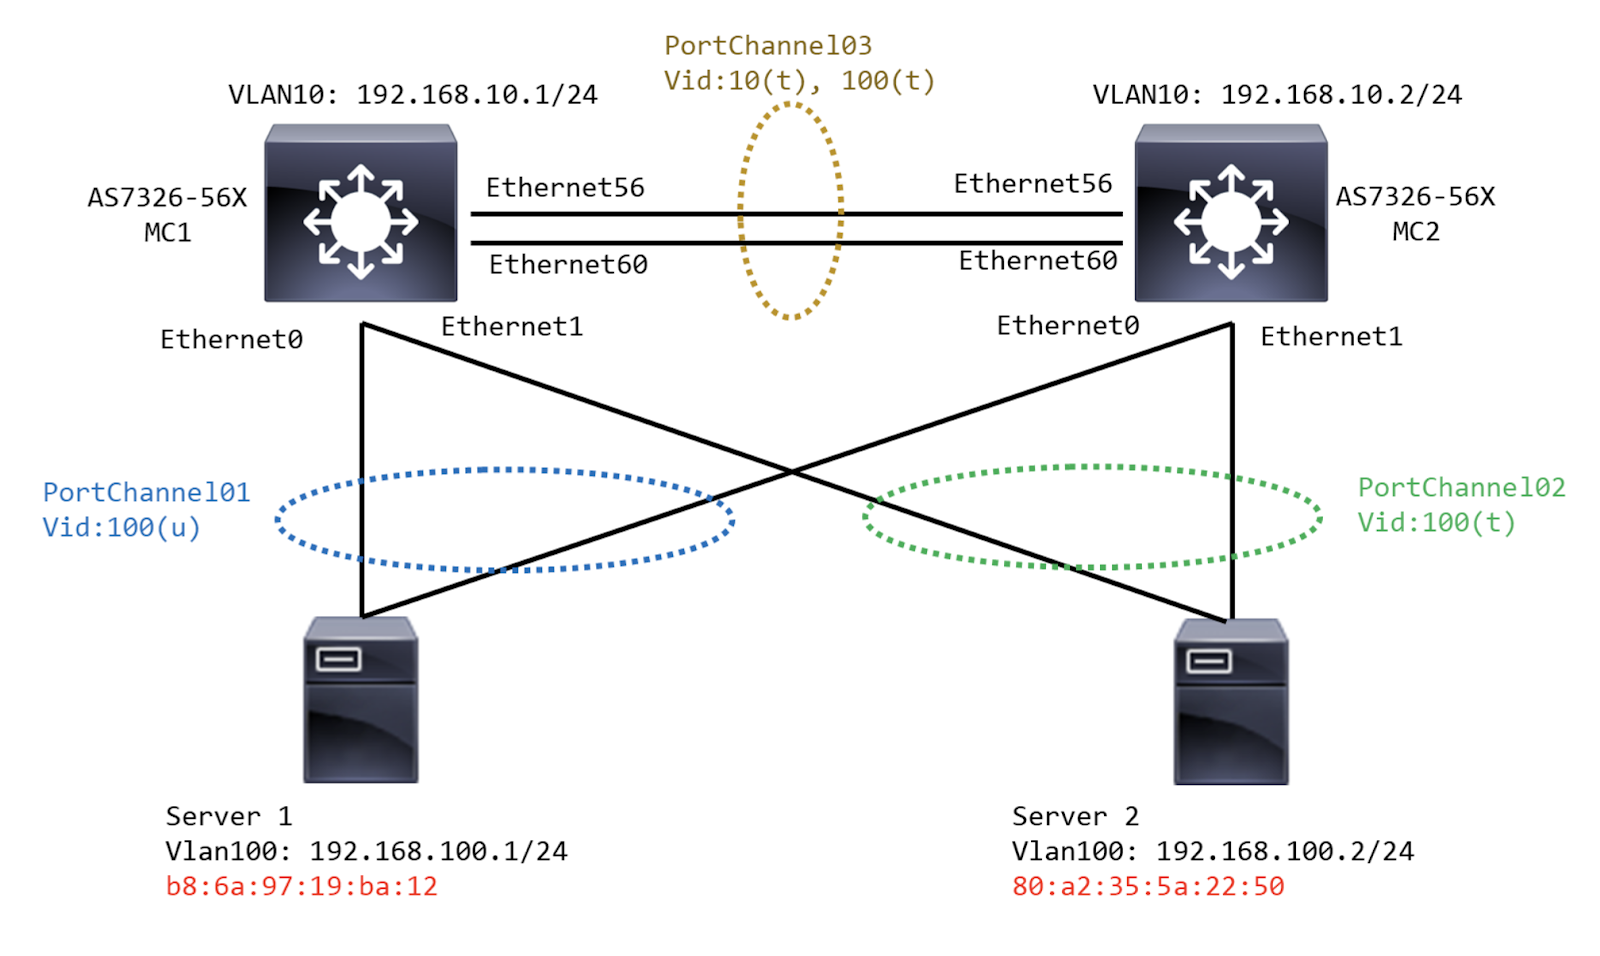 PortChannel03
Vid:10(t), 100(t)
VLAN10: 192.168.10.1/24
VLAN10: 192.168.10.2/24
AS7326-56X
MC1
Ethernet56
Ethernet56
AS7326-56X
MC2
Ethernet60
Ethernet60
Ethernet0
Ethernet1
Ethernet0
Ethernet1
PortChannel01
Vid:100(u)
PortChannel02
Vid:100(t)
Server 1
Vlan100: 192.168.100.1/24
b8:6a:97:19:ba:12
Server 2
Vlan100: 192.168.100.2/24
80:a2:35:5a:22:50